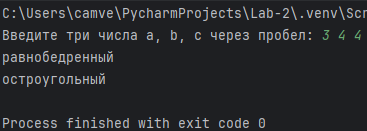 C:\Users\camve\PycharmProjects\Lab-2\.venv\Scr
Введите три числа a, b, c через пробел: 3 4 4
равнобедренный
остроугольный
Process finished with exit code 0